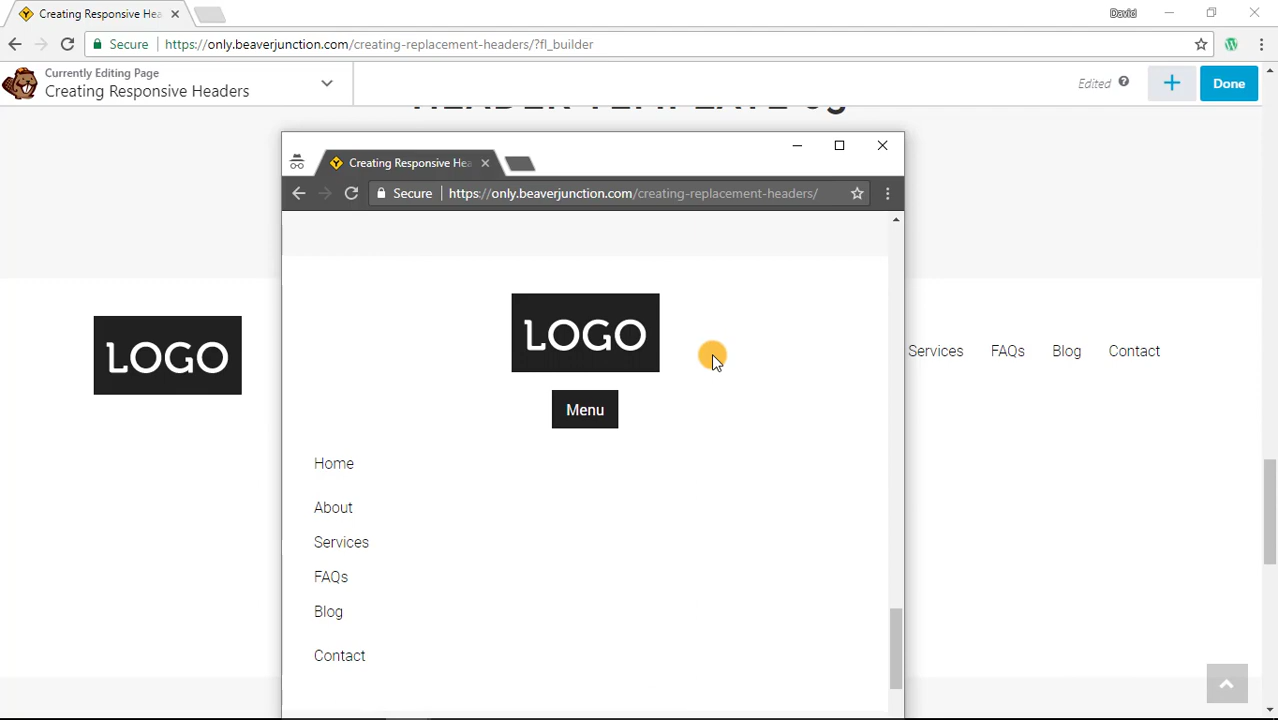 Creating Responsive Hea
David
Secure
https://only.beaverjunction.com/creating-replacement-headers/?fl_builder
Currently Editing Page
Creating Responsive Headers
Edited
Done
Creating Responsive Hea
Secure
https://only.beaverjunction.com/creating-replacement-headers/
LOGO
Services FAQs Blog Contact
LOGO
Menu
Home
About
Services
FAQs
Blog
Contact